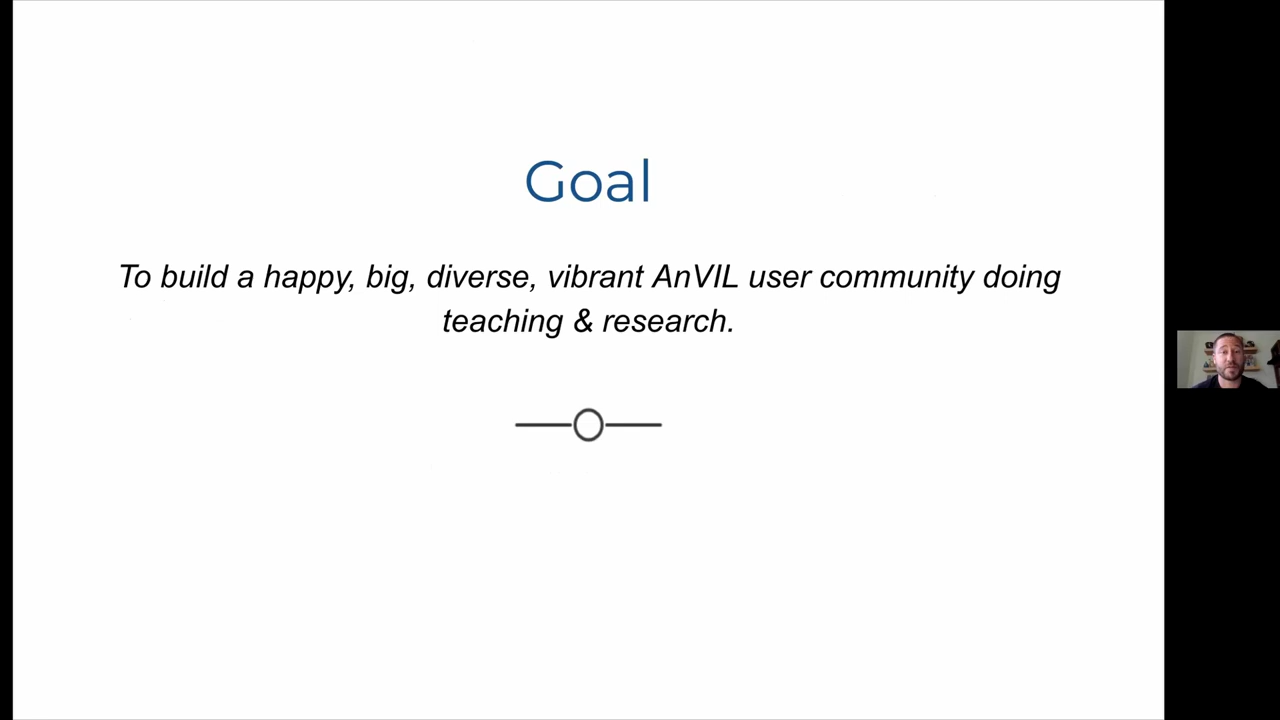 Goal
To build a happy, big, diverse, vibrant AnVIL user community doing
teaching & research.